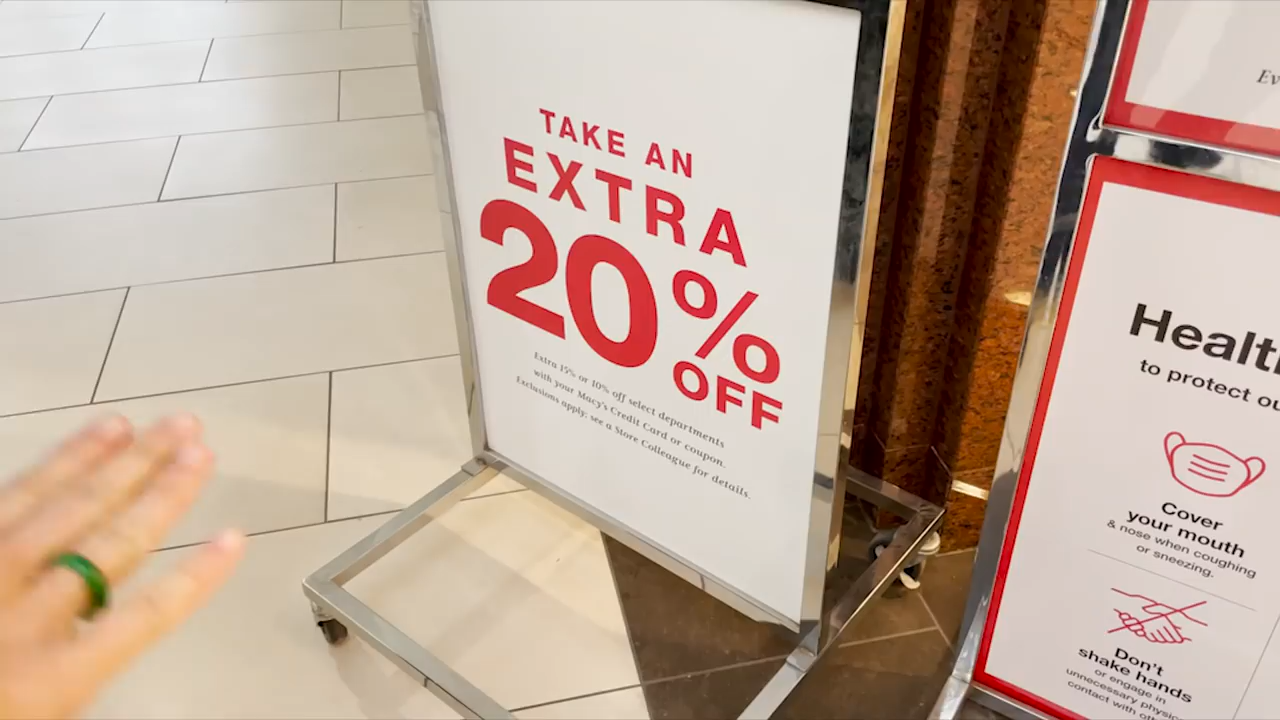 TAKE AN
EXTRA
20%
OFF
Extra 15% or 10% off select departments
with your Macy's Credit Card or coupon.
Exclusions apply; see a Store Colleague for details.
Healt
to protect ou
Cover
your mouth
& nose when coughing
or sneezing.
Don't
shake hands
or engage in
unnecessary physic
contact with oth